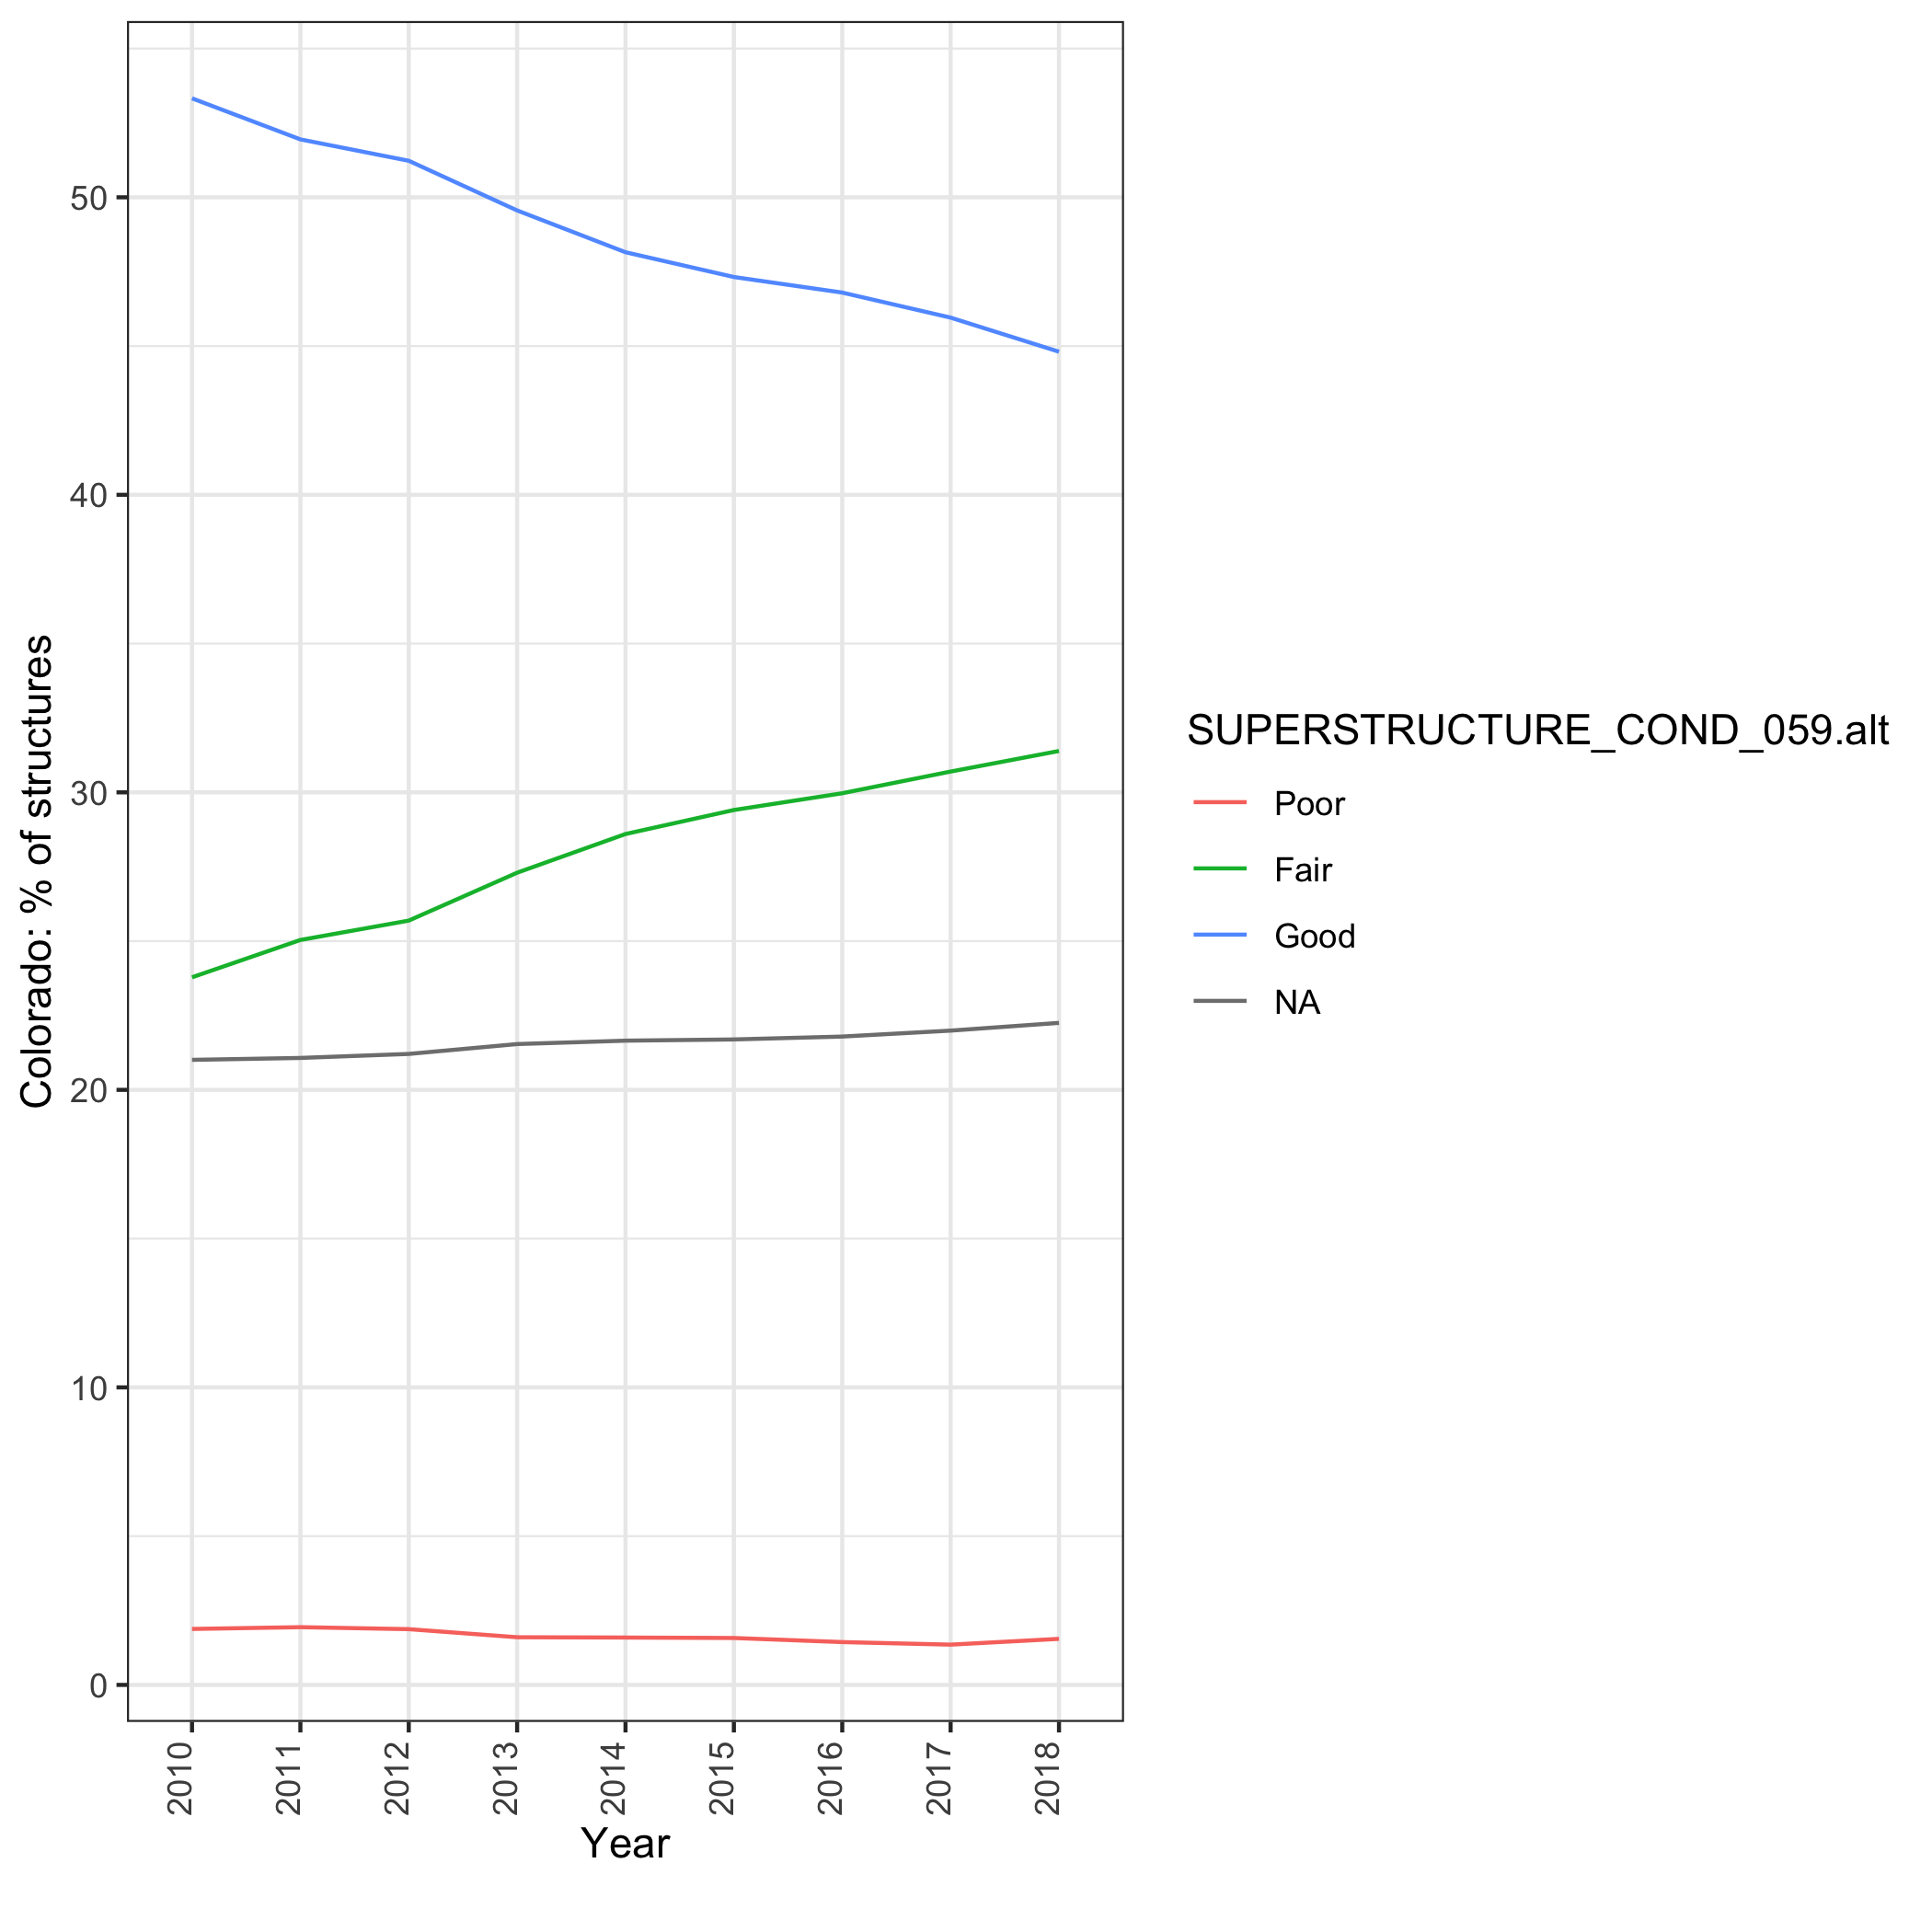 Colorado: % of structures
50
40
30
20
10
0
2010
2011
2012
2013
2014
2015
2016
2017
2018
Year
SUPERSTRUCTURE_COND_059.alt
Poor
Fair
Good
NA